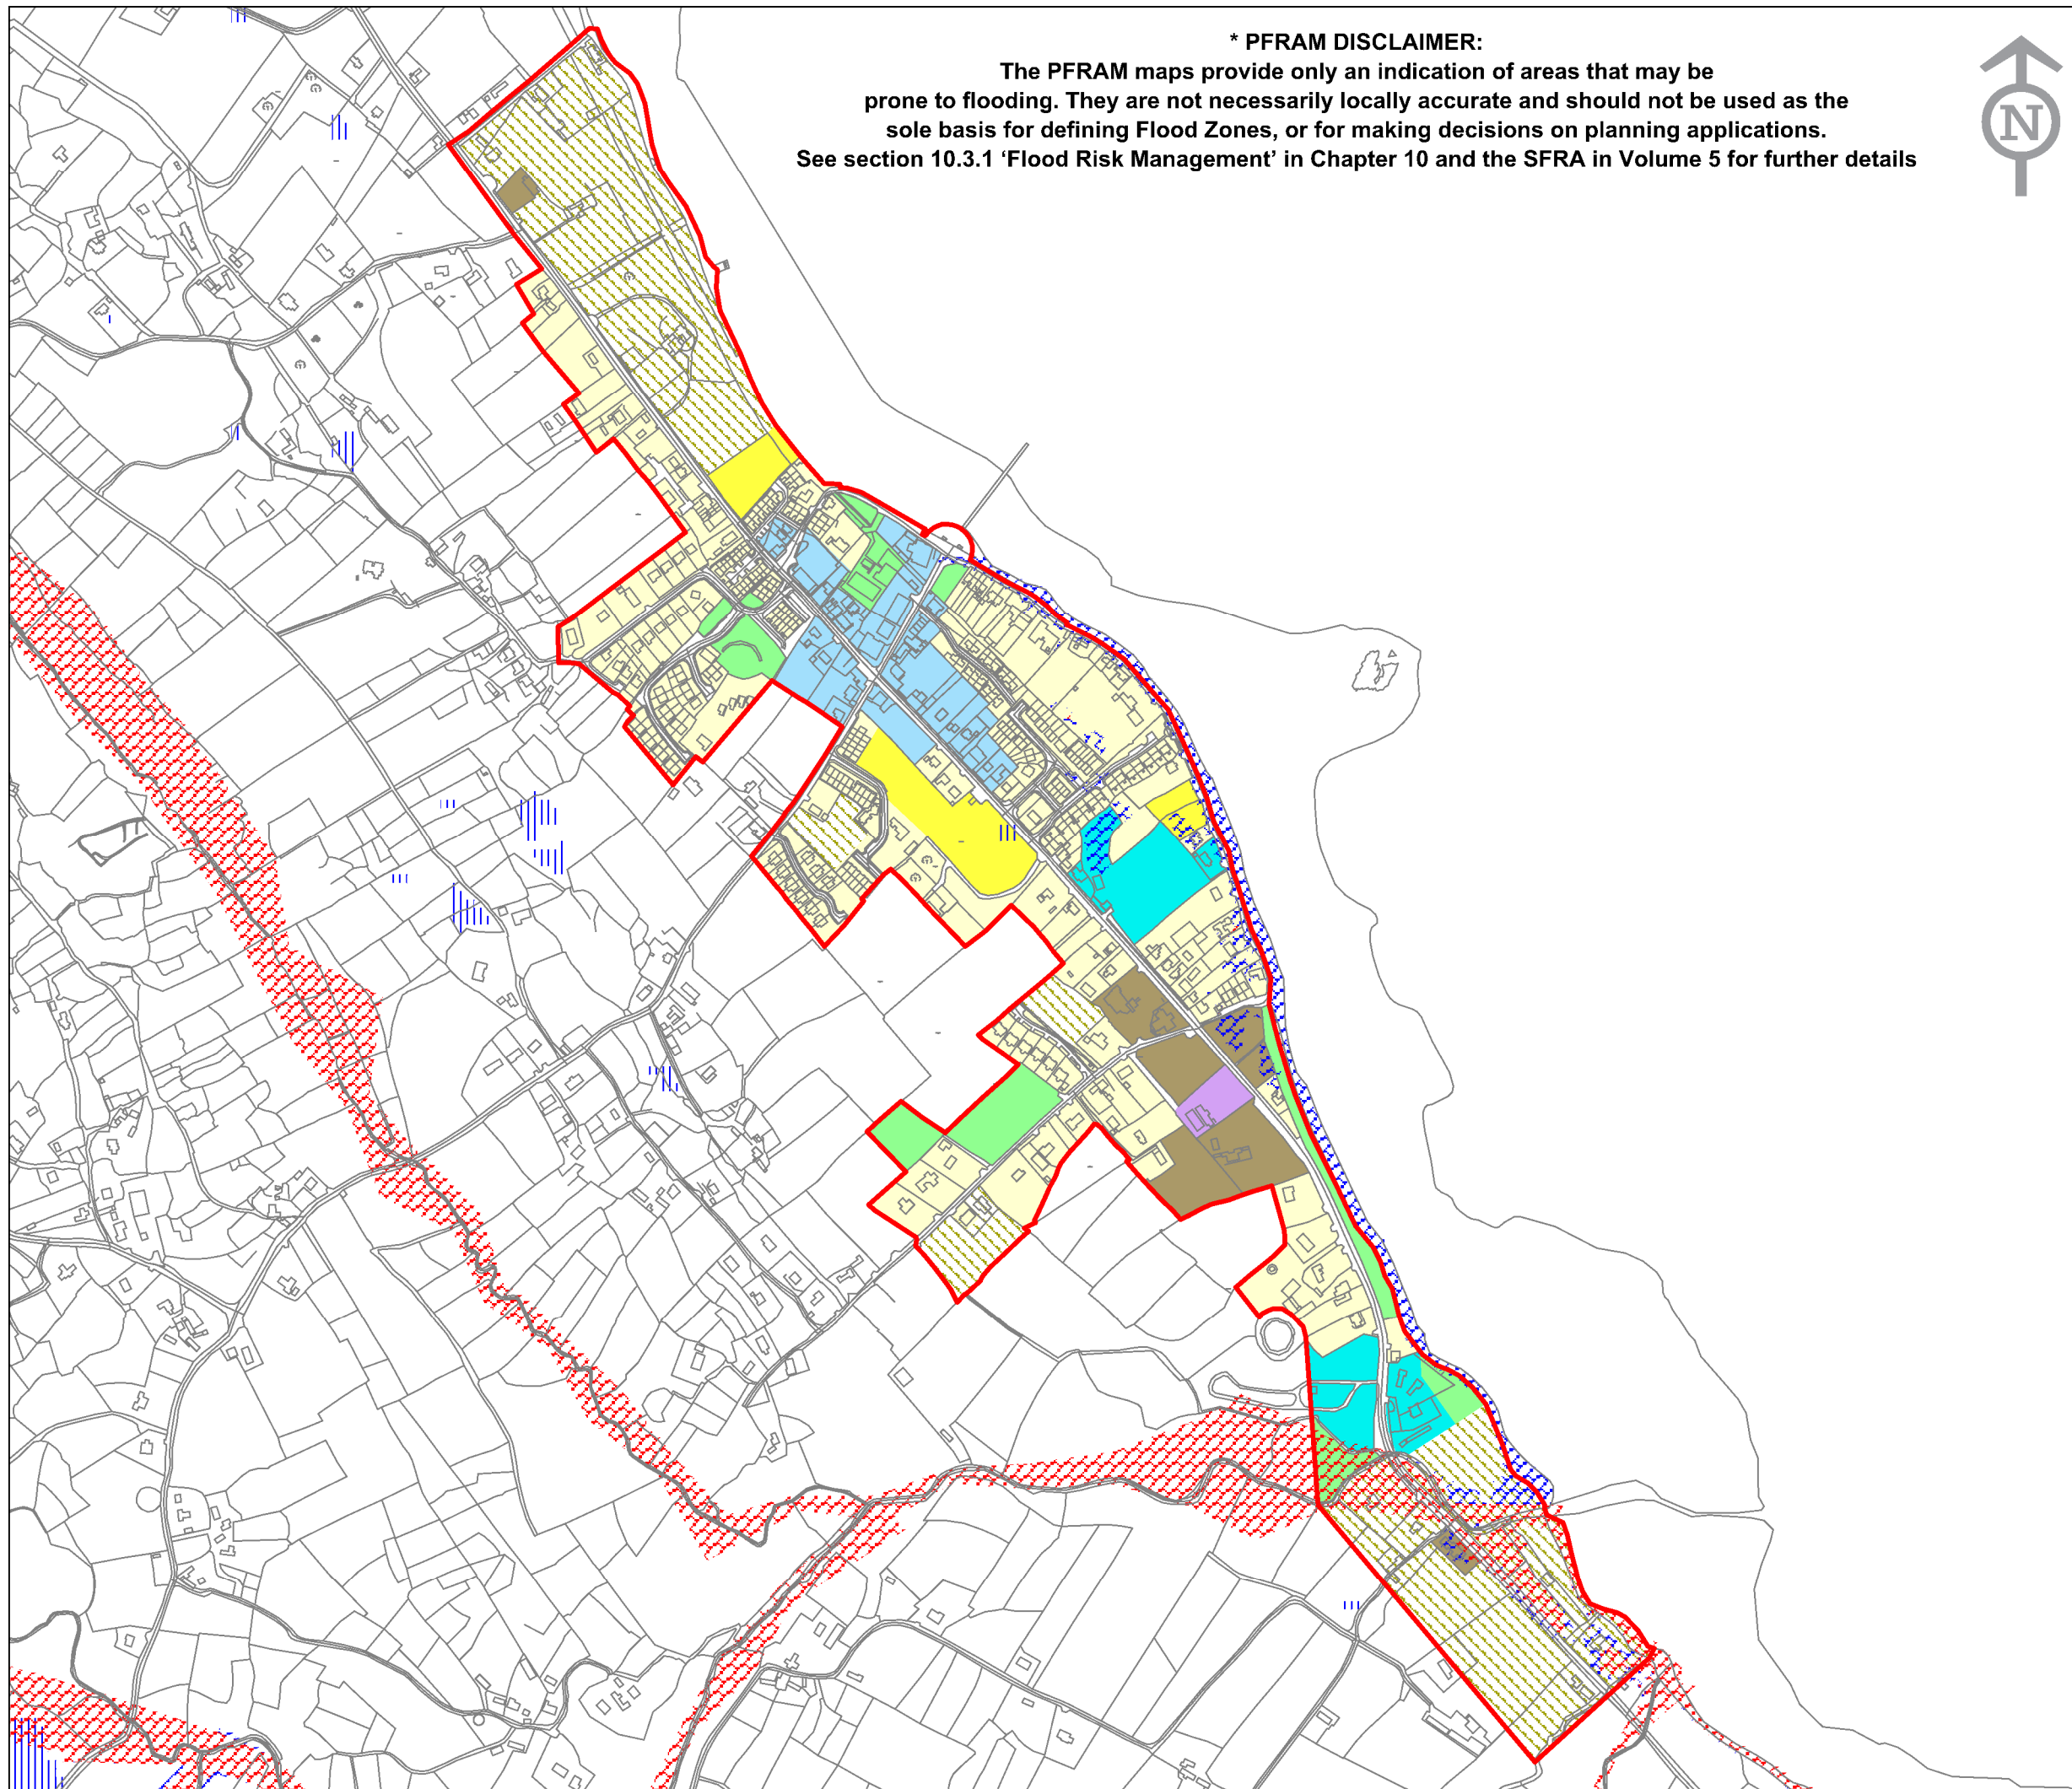 * PFRAM DISCLAIMER:
The PFRAM maps provide only an indication of areas that may be
prone to flooding. They are not necessarily locally accurate and should not be used as the
sole basis for defining Flood Zones, or for making decisions on planning applications.
See section 10.3.1 ‘Flood Risk Management’ in Chapter 10 and the SFRA in Volume 5 for further details
N